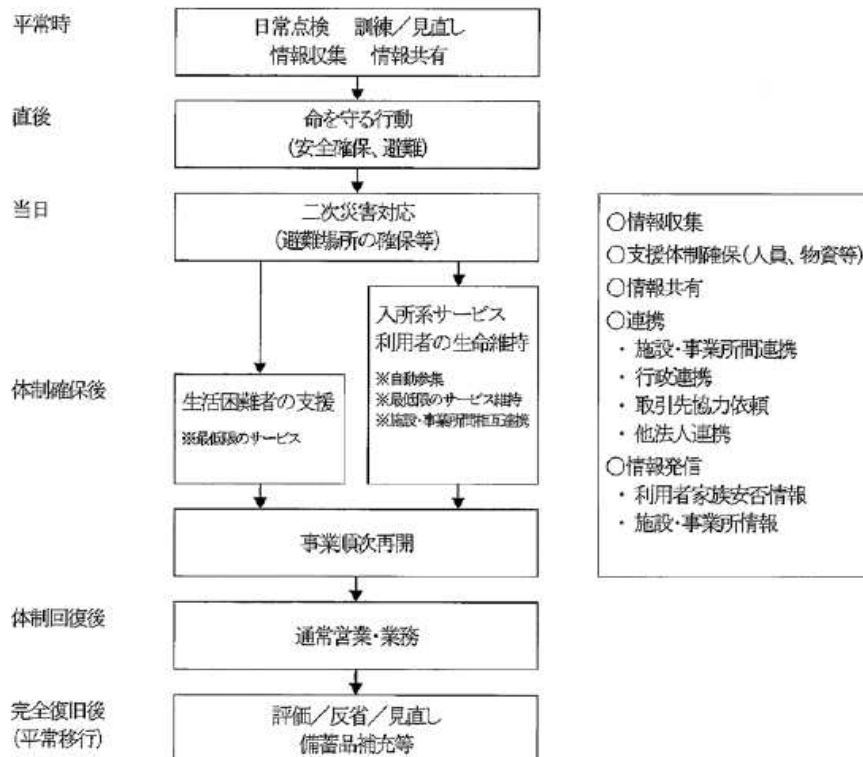 平常時
日常点検　訓練／見直し
情報収集　情報共有
直後
命を守る行動
(安全確保、避難)
当日
二次災害対応
(避難場所の確保等)
入所系サービス
利用者の生命維持
※自動参集
※最低限のサービス維持
※施設・事業所間相互連携
体制確保後
生活困難者の支援
※最低限のサービス
事業順次再開
体制回復後
通常営業・業務
完全復旧後
(平常移行)
評価／反省／見直し
備蓄品補充等
○情報収集
○支援体制確保(人員、物資等)
○情報共有
○連携
・施設・事業所間連携
・行政連携
・取引先協力依頼
・他法人連携
○情報発信
・利用者家族安否情報
・施設・事業所情報